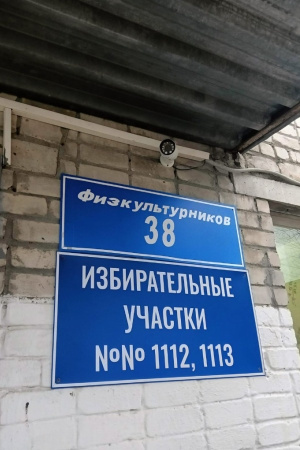 Физкультурников
38
ИЗБИРАТЕЛЬНЫЕ
УЧАСТКИ
№№ 1112, 1113